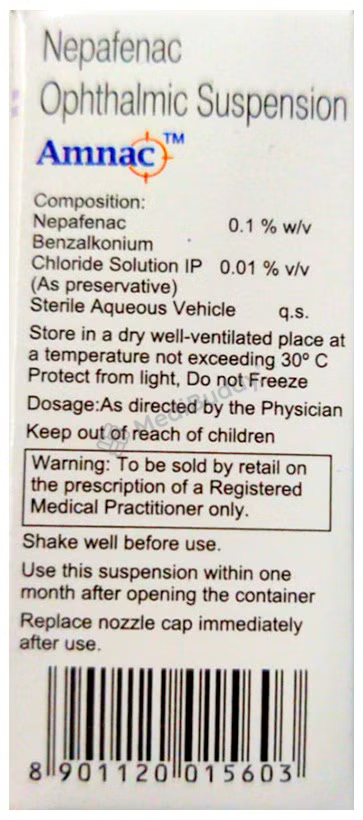 Nepafenac
Ophthalmic Suspension
Amnac™
Composition:
Nepafenac 0.1 % w/v
Benzalkonium
Chloride Solution IP 0.01 % v/v
(As preservative)
Sterile Aqueous Vehicle q.s.
Store in a dry well-ventilated place at
a temperature not exceeding 30º C
Protect from light, Do not Freeze
Dosage:As directed by the Physician
MediBuddy
Keep out of reach of children
Warning: To be sold by retail on
the prescription of a Registered
Medical Practitioner only.
Shake well before use.
Use this suspension within one
month after opening the container
Replace nozzle cap immediately
after use.
8 901120 015603